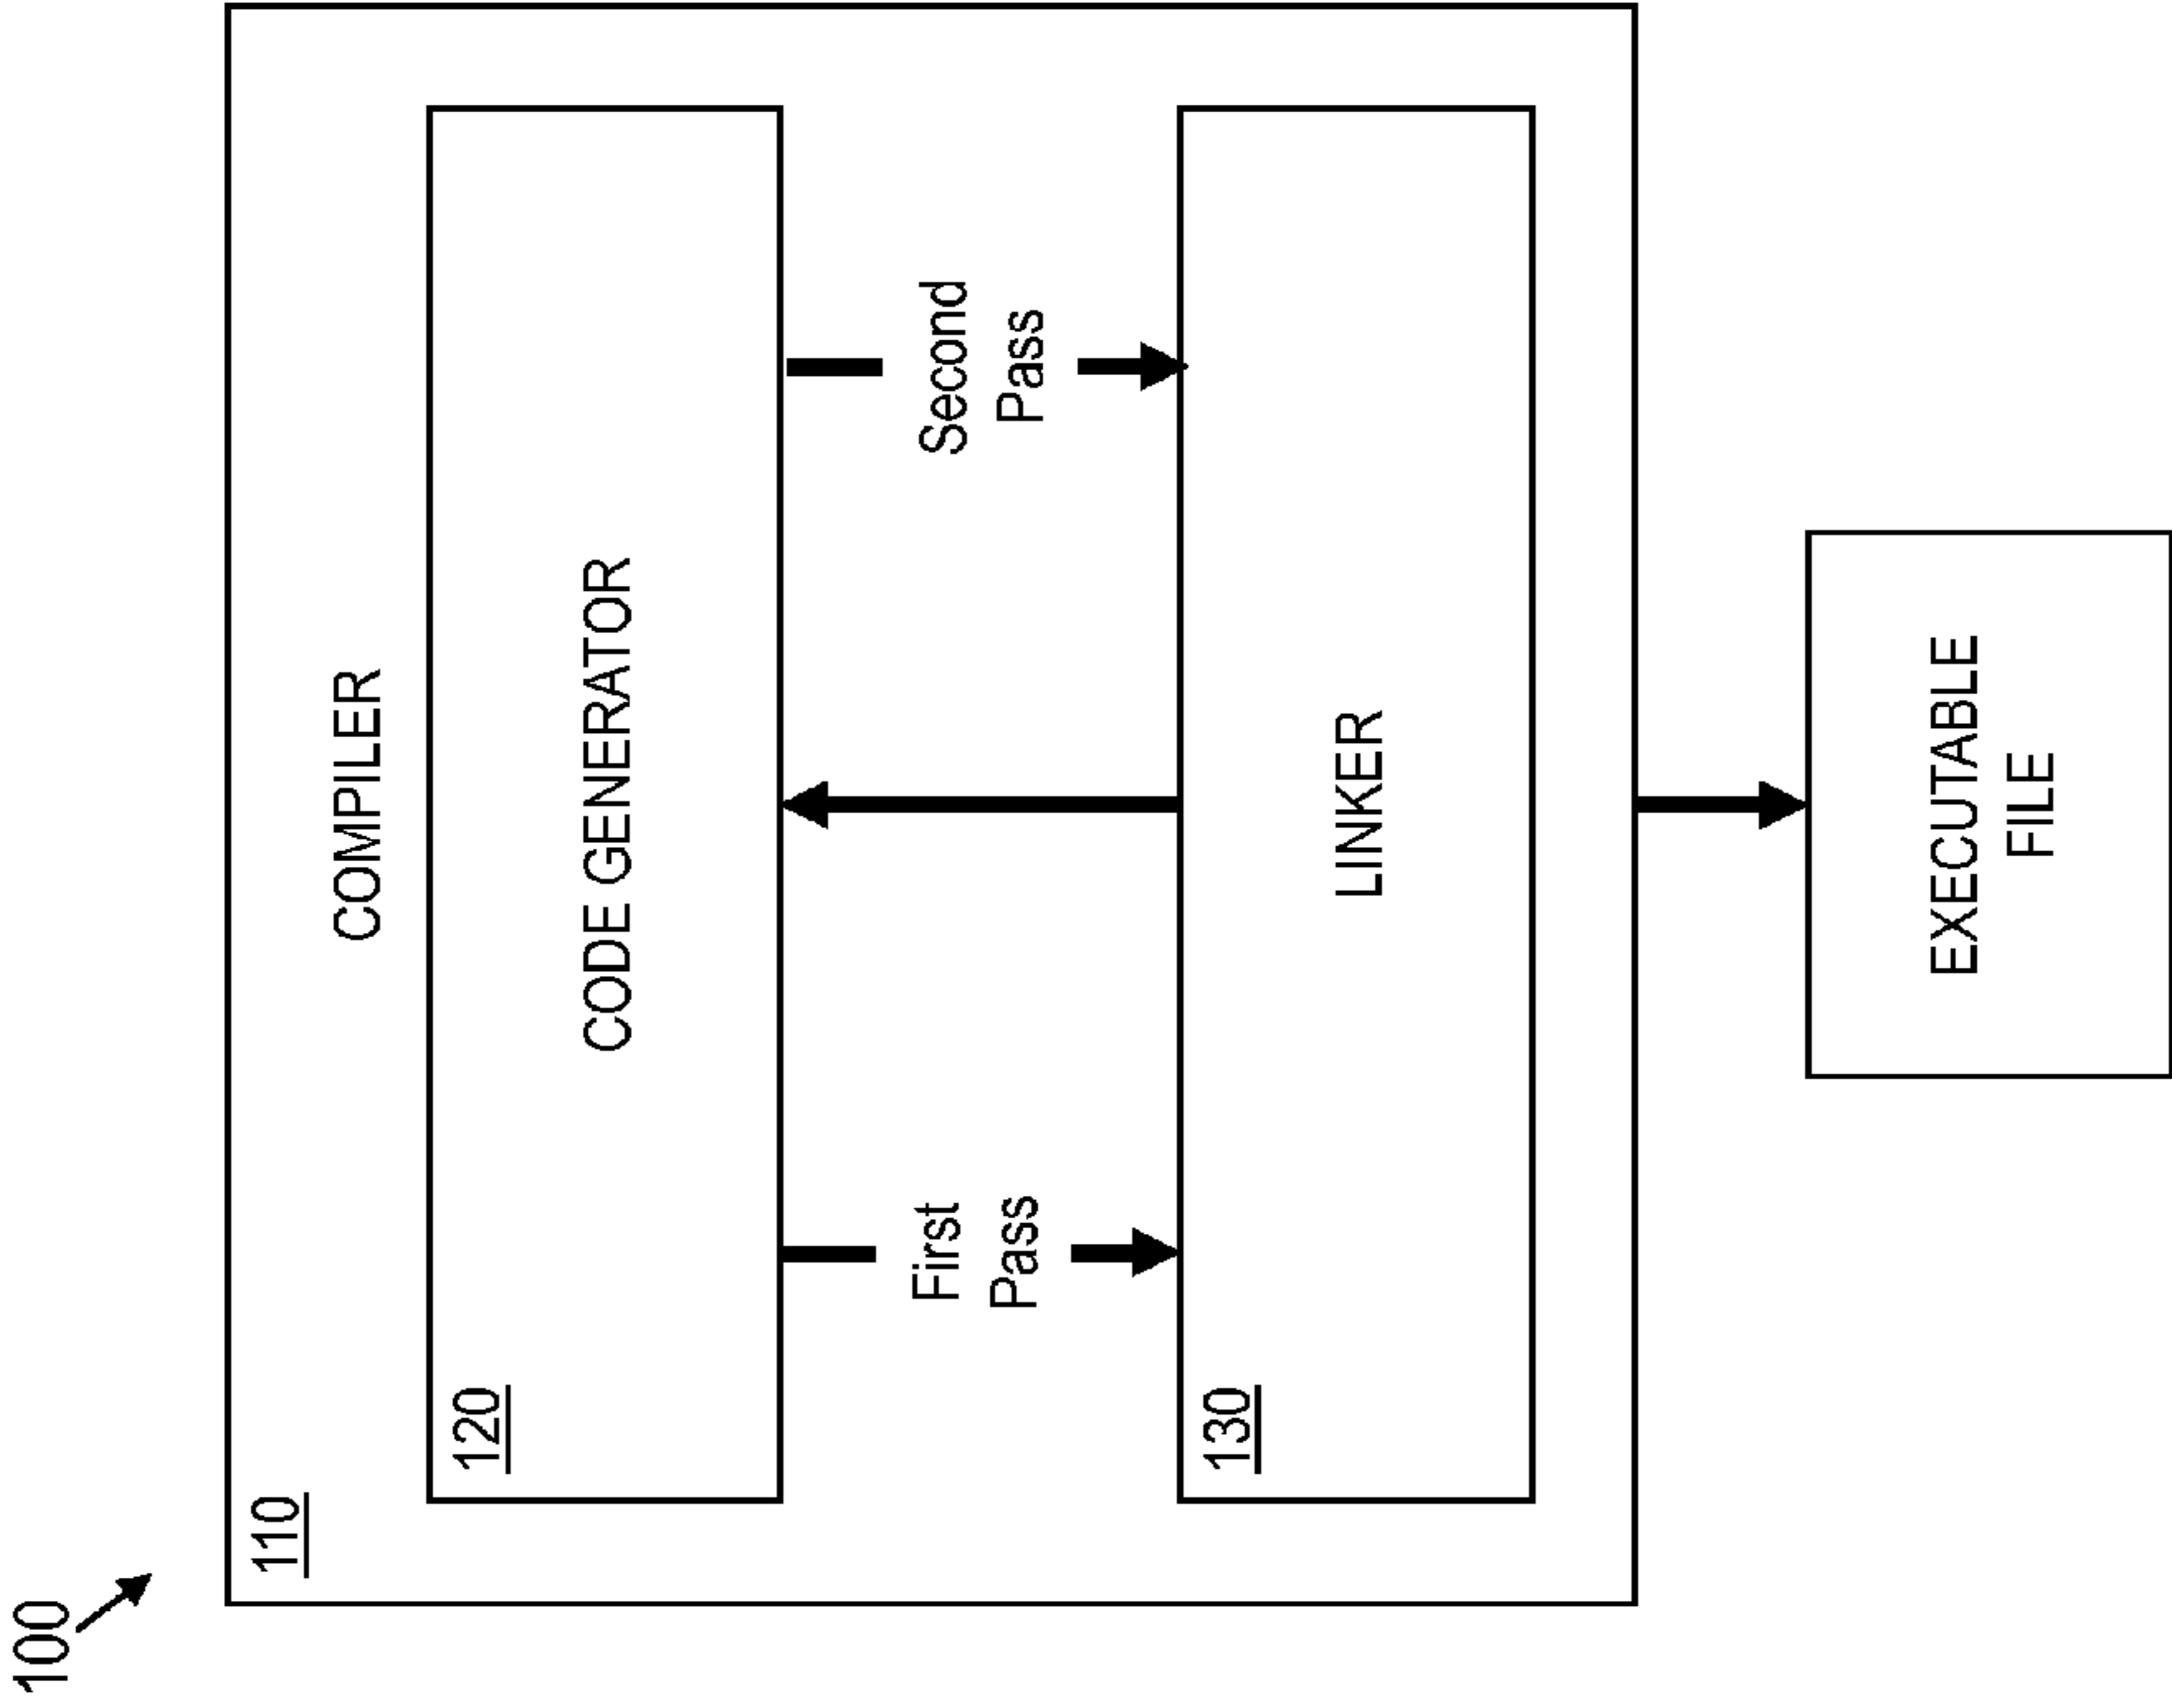 100
110
COMPILER
120
CODE GENERATOR
First
Pass
Second
Pass
130
LINKER
EXECUTABLE
FILE